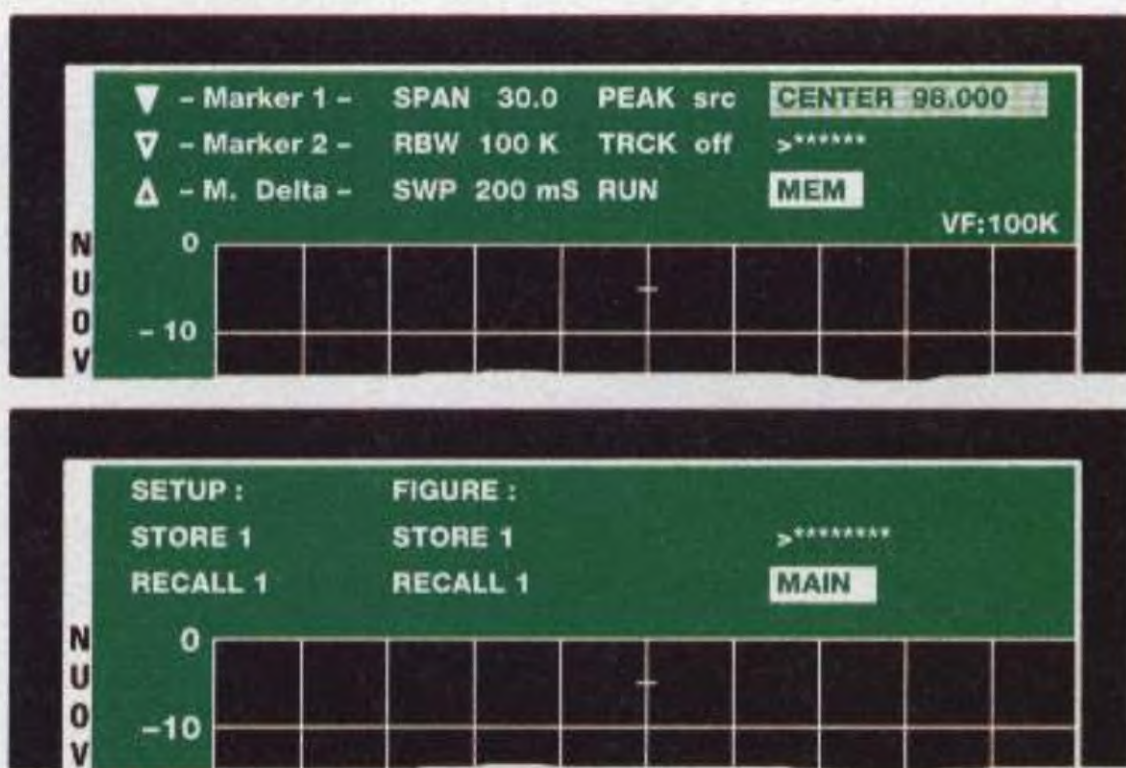 ▼ - Marker 1 - SPAN 30.0 PEAK src CENTER 98.000
▽ - Marker 2 - RBW 100 K TRCK off >******
△ - M. Delta - SWP 200 mS RUN MEM
VF:100K
0
- 10
NUOV
SETUP : FIGURE :
STORE 1 STORE 1 >********
RECALL 1 RECALL 1 MAIN
0
-10
NUOV